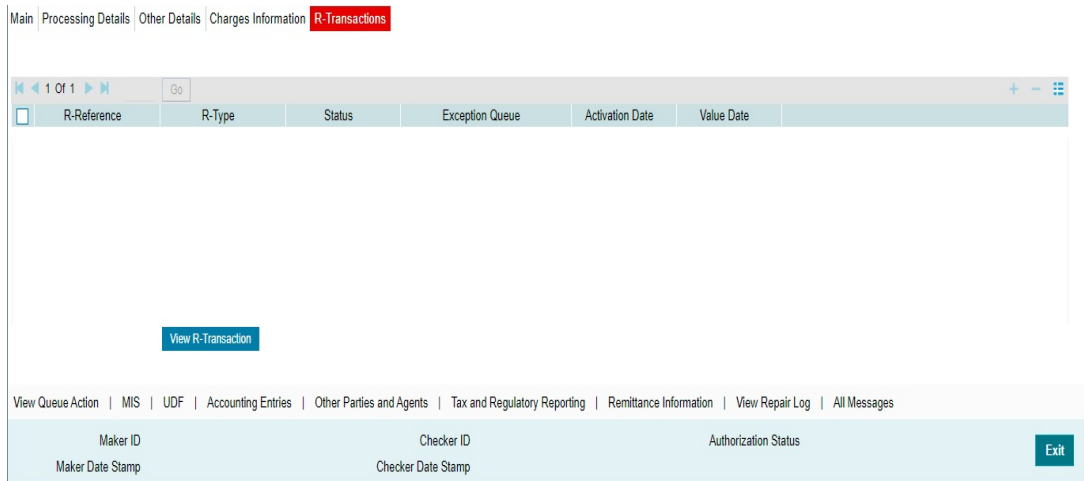 Main Processing Details Other Details Charges Information R-Transactions
1 Of 1 Go
R-Reference R-Type Status Exception Queue Activation Date Value Date
View R-Transaction
View Queue Action | MIS | UDF | Accounting Entries | Other Parties and Agents | Tax and Regulatory Reporting | Remittance Information | View Repair Log | All Messages
Maker ID Checker ID Authorization Status
Exit
Maker Date Stamp Checker Date Stamp